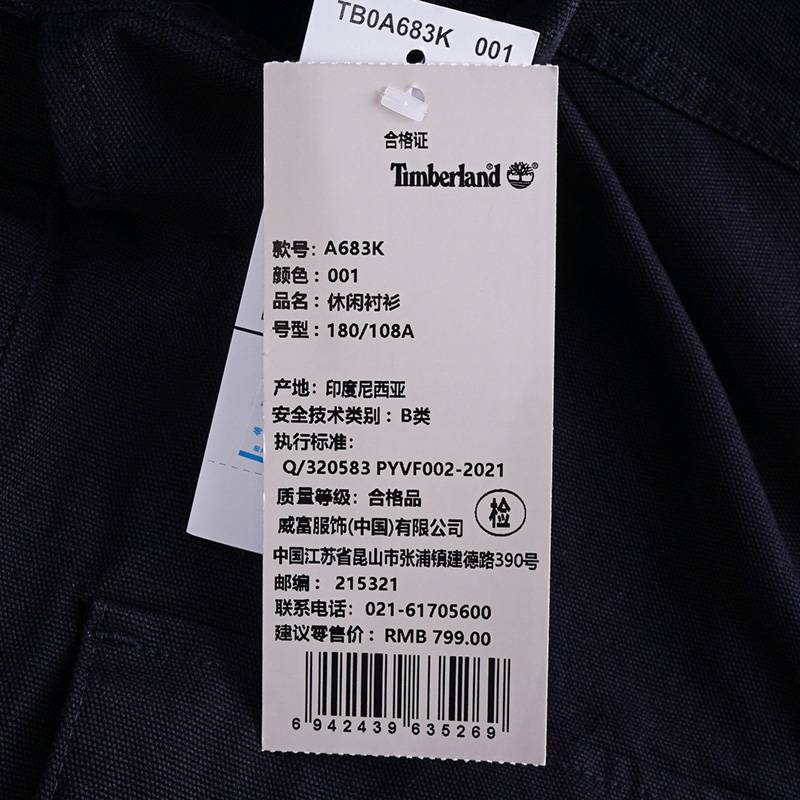 TB0A683K 001
合格证
Timberland
款号: A683K
颜色: 001
品名: 休闲衬衫
号型: 180/108A
产地: 印度尼西亚
安全技术类别: B类
执行标准:
Q/320583 PYVF002-2021
质量等级: 合格品
检
威富服饰(中国)有限公司
中国江苏省昆山市张浦镇建德路390号
邮编: 215321
联系电话: 021-61705600
建议零售价: RMB 799.00
6 942439 635269